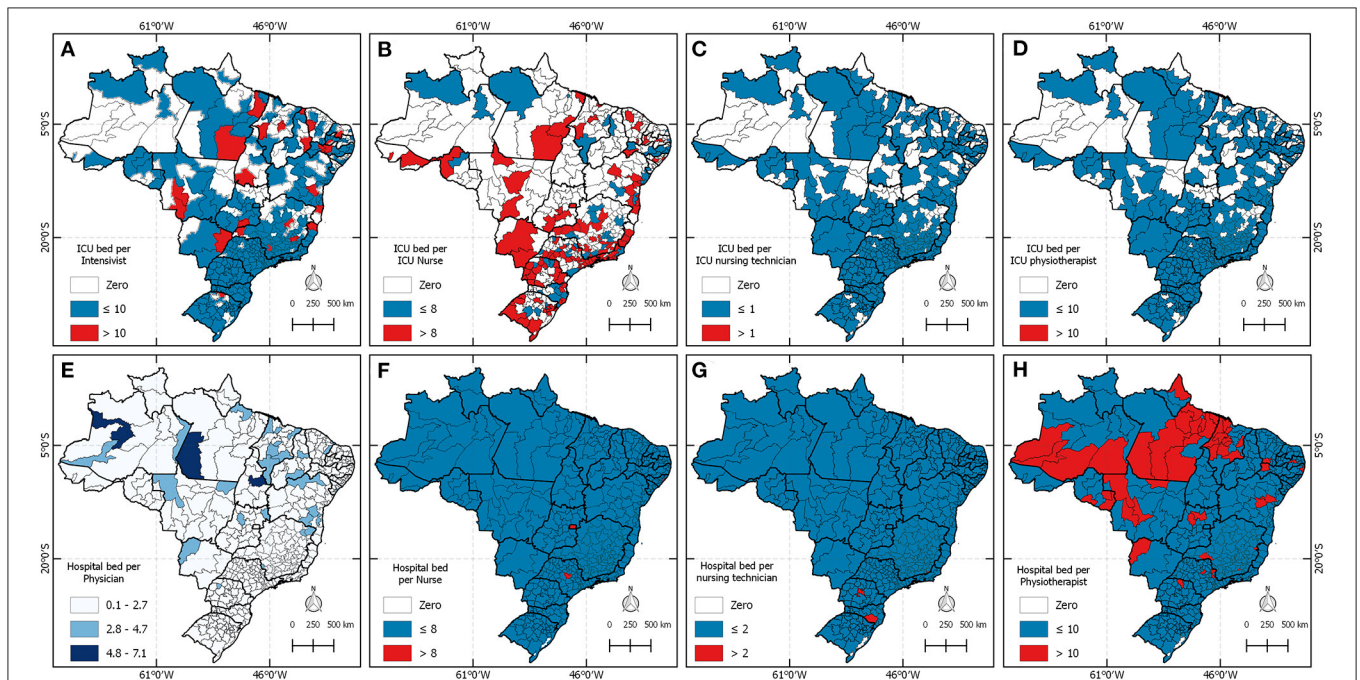 61°0'W 46°0'W 61°0'W 46°0'W 61°0'W 46°0'W 61°0'W 46°0'W
A
B
C
D
5°S
20°0'S
5°0'S
20°0'S
ICU bed per
Intensivist
Zero
≤ 10
> 10
N
0 250 500 km
ICU bed per
ICU Nurse
Zero
≤ 8
> 8
N
0 250 500 km
ICU bed per
ICU nursing technician
Zero
≤ 1
> 1
N
0 250 500 km
ICU bed per
ICU physiotherapist
Zero
≤ 10
> 10
N
0 250 500 km
E
F
G
H
5°0'S
20°0'S
5°0'S
20°0'S
Hospital bed per
Physician
0.1 - 2.7
2.8 - 4.7
4.8 - 7.1
N
0 250 500 km
Hospital bed
per Nurse
Zero
≤ 8
> 8
N
0 250 500 km
Hospital bed
per nursing technician
Zero
≤ 2
> 2
N
0 250 500 km
Hospital bed per
Physiotherapist
Zero
≤ 10
> 10
N
0 250 500 km
61°0'W 46°0'W 61°0'W 46°0'W 61°0'W 46°0'W 61°0'W 46°0'W